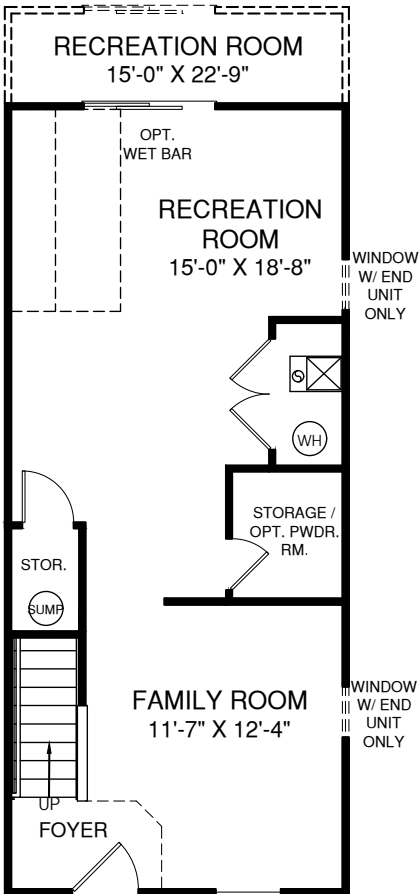 RECREATION ROOM
15'-0" X 22'-9"
OPT.
WET BAR
RECREATION
ROOM
15'-0" X 18'-8"
WINDOW
W/ END
UNIT
ONLY
WH
STORAGE /
OPT. PWDR.
RM.
STOR.
SUMP
FAMILY ROOM
11'-7" X 12'-4"
WINDOW
W/ END
UNIT
ONLY
UP
FOYER